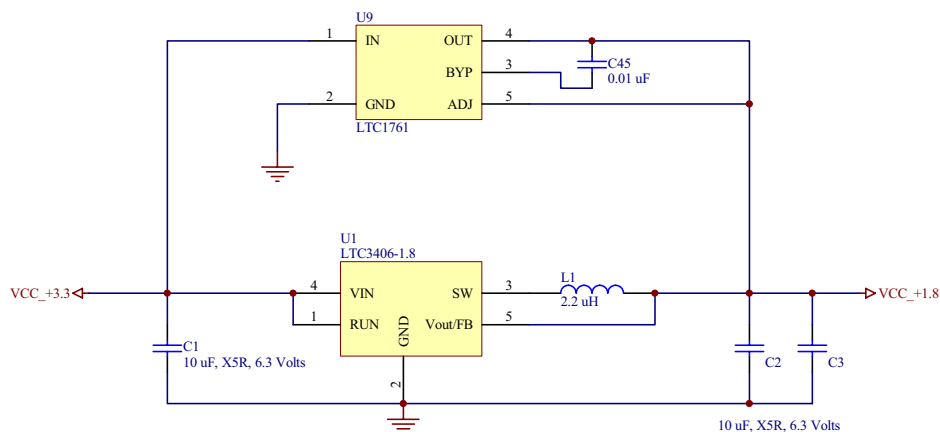 U9
1 IN OUT 4
BYP 3
2 GND ADJ 5
LTC1761
C45
0.01 uF
U1
LTC3406-1.8
VCC_+3.3
4 VIN SW 3
L1
2.2 uH
VCC_+1.8
1 RUN GND Vout/FB 5
2
C1
10 uF, X5R, 6.3 Volts
C2
C3
10 uF, X5R, 6.3 Volts